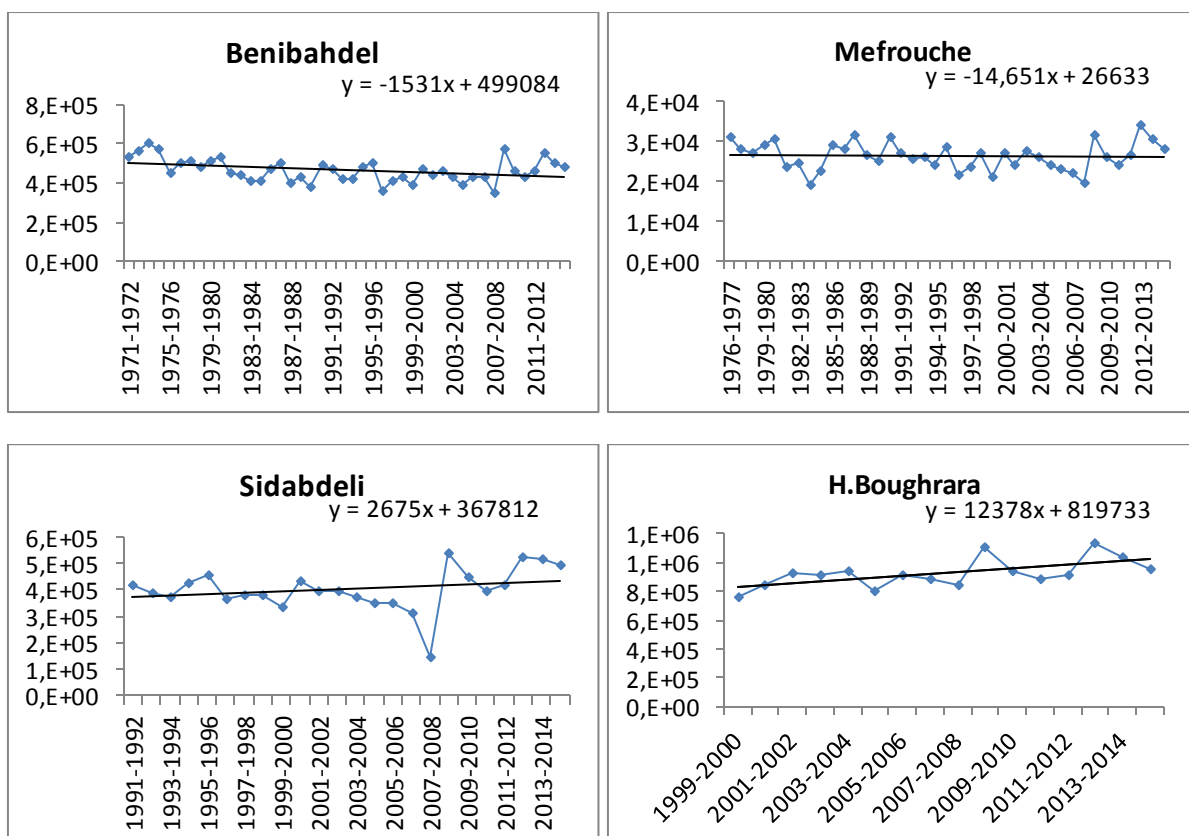 Benibahdel
y = -1531x + 499084
8,E+05
6,E+05
4,E+05
2,E+05
0,E+00
1971-1972
1975-1976
1979-1980
1983-1984
1987-1988
1991-1992
1995-1996
1999-2000
2003-2004
2007-2008
2011-2012
Mefrouche
y = -14,651x + 26633
4,E+04
3,E+04
2,E+04
1,E+04
0,E+00
1976-1977
1979-1980
1982-1983
1985-1986
1988-1989
1991-1992
1994-1995
1997-1998
2000-2001
2003-2004
2006-2007
2009-2010
2012-2013
Sidabdeli
y = 2675x + 367812
6,E+05
5,E+05
4,E+05
3,E+05
2,E+05
1,E+05
0,E+00
1991-1992
1993-1994
1995-1996
1997-1998
1999-2000
2001-2002
2003-2004
2005-2006
2007-2008
2009-2010
2011-2012
2013-2014
H.Boughrara
y = 12378x + 819733
1,E+06
1,E+06
8,E+05
6,E+05
4,E+05
2,E+05
0,E+00
1999-2000
2001-2002
2003-2004
2005-2006
2007-2008
2009-2010
2011-2012
2013-2014